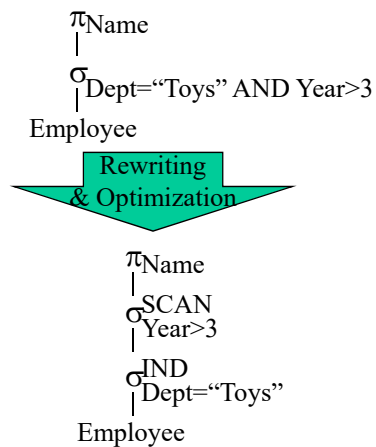 πName
σDept=“Toys” AND Year>3
Employee
Rewriting
& Optimization
πName
σSCAN
Year>3
σIND
Dept=“Toys”
Employee